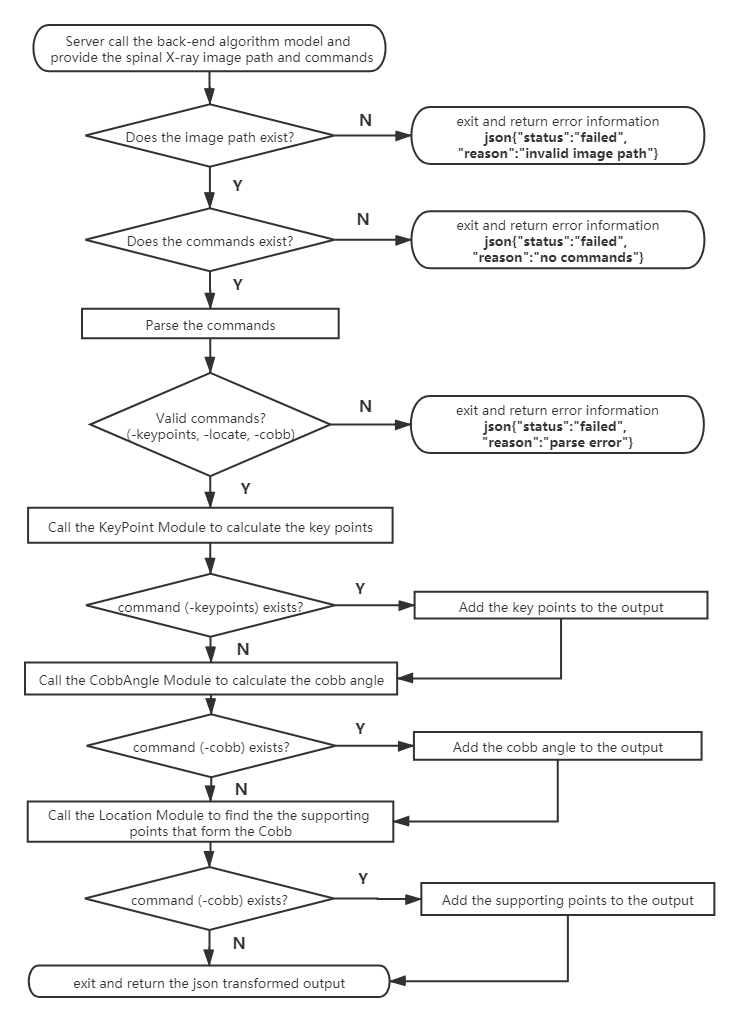 Server call the back-end algorithm model and
provide the spinal X-ray image path and commands
Does the image path exist?
N
exit and return error information
json{"status":"failed",
"reason":"invalid image path"}
Y
Does the commands exist?
N
exit and return error information
json{"status":"failed",
"reason":"no commands"}
Y
Parse the commands
Valid commands?
(-keypoints, -locate, -cobb)
N
exit and return error information
json{"status":"failed",
"reason":"parse error"}
Y
Call the KeyPoint Module to calculate the key points
command (-keypoints) exists?
Y
Add the key points to the output
N
Call the CobbAngle Module to calculate the cobb angle
command (-cobb) exists?
Y
Add the cobb angle to the output
N
Call the Location Module to find the the supporting
points that form the Cobb
command (-cobb) exists?
Y
Add the supporting points to the output
N
exit and return the json transformed output